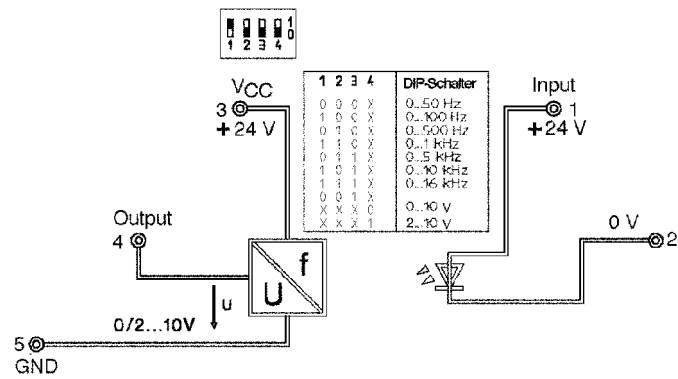 1
0
1 2 3 4
VCC
3
+ 24 V
1 2 3 4 DIP-Schalter
0 0 0 X 0...50 Hz
1 0 0 X 0...100 Hz
0 1 0 X 0...500 Hz
1 1 0 X 0...1 kHz
0 1 1 X 0...5 kHz
1 0 1 X 0...10 kHz
1 1 1 X 0...16 kHz
0 0 1 X
X X X 0 0...10 V
X X X 1 2...10 V
Input
1
+ 24 V
Output
4
0 V
2
f
U
u
0/2...10V
5
GND